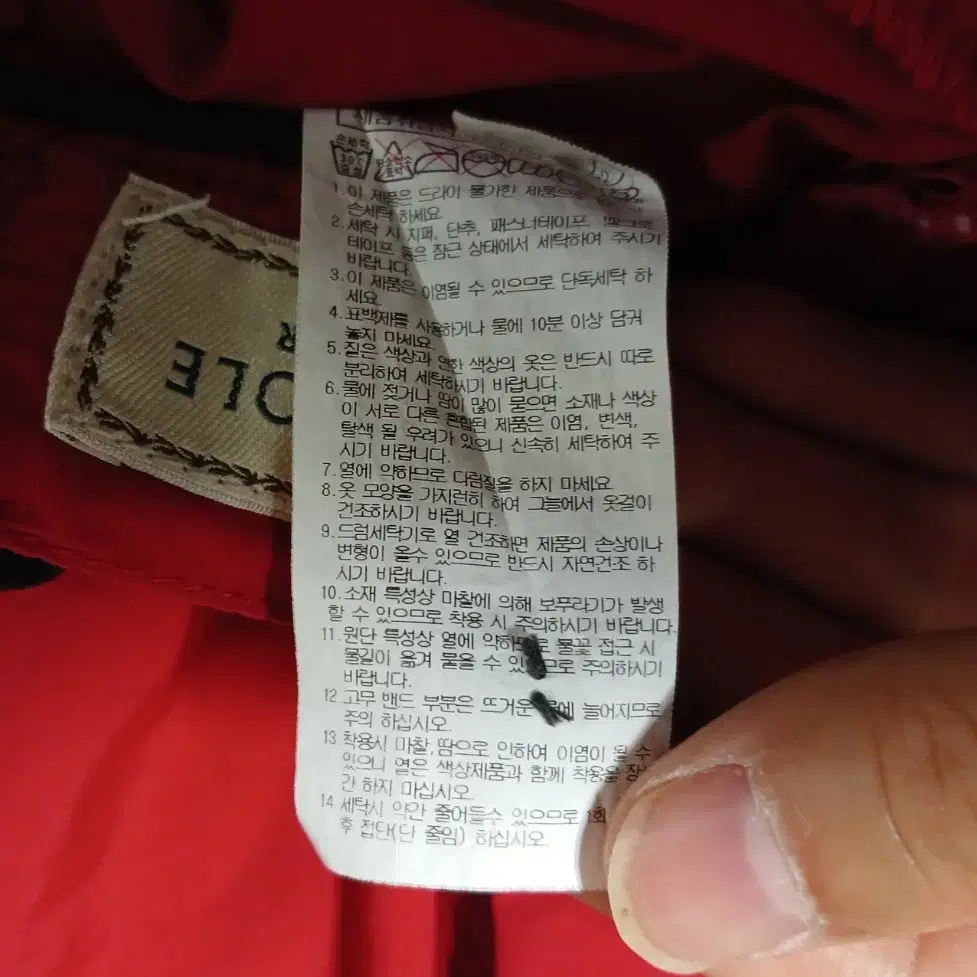 손세탁
30℃
중성
염소표백
1.이 제품은 드라이 불가한 제품으로
손세탁 하세요
2.세탁 시 지퍼, 단추, 패스너테이프,
테이프 등은 잠근 상태에서 세탁하여 주시기
바랍니다.
3.이 제품은 이염될 수 있으므로 단독세탁 하
세요.
4.표백제를 사용하거나 물에 10분 이상 담궈
놓지 마세요.
5.짙은 색상과 연한 색상의 옷은 반드시 따로
분리하여 세탁하시기 바랍니다.
6.물에 젖거나 땀이 많이 묻으면 소재나 색상
이 서로 다른 혼합된 제품은 이염, 변색,
탈색 될 우려가 있으니 신속히 세탁하여 주
시기 바랍니다.
7.열에 약하므로 다림질을 하지 마세요
8.옷 모양을 가지런히 하여 그늘에서 옷걸이
건조하시기 바랍니다.
9.드럼세탁기로 열 건조하면 제품의 손상이나
변형이 올수 있으므로 반드시 자연건조 하
시기 바랍니다.
10.소재 특성상 마찰에 의해 보푸라기가 발생
할 수 있으므로 착용 시 주의하시기 바랍니다.
11.원단 특성상 열에 약하므로 불꽃 접근 시
불길이 옮겨 붙을 수 있으므로 주의하시기
바랍니다.
12.고무 밴드 부분은 뜨거운 물에 늘어지므로
주의 하십시오.
13.착용시 마찰,땀으로 인하여 이염이 될 수
있으니 옅은 색상제품과 함께 착용을 장시
간 하지 마십시오.
14 세탁시 약간 줄어들수 있으므로 1회
후 접단(단 줄임) 하십시오.
OLE
R